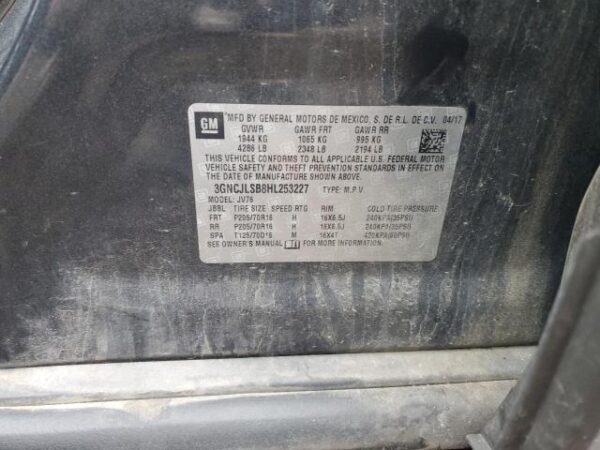 GM
MFD BY GENERAL MOTORS DE MEXICO, S. DE R.L. DE C.V. 04/17
GVWR GAWR FRT GAWR RR
1944 KG 1065 KG 995 KG
4286 LB 2348 LB 2194 LB
THIS VEHICLE CONFORMS TO ALL APPLICABLE U.S. FEDERAL MOTOR
VEHICLE SAFETY AND THEFT PREVENTION STANDARDS IN EFFECT ON
THE DATE OF MANUFACTURE SHOWN ABOVE.
3GNCJLSB8HL253227 TYPE: M.P.V.
MODEL: JV76
JBBL TIRE SIZE SPEED RTG RIM COLD TIRE PRESSURE
FRT P205/70R16 H 16X6.5J 240KPA(35PSI)
RR P205/70R16 H 16X6.5J 240KPA(35PSI)
SPA T125/70D16 M 16X4T 420KPA(60PSI)
SEE OWNER'S MANUAL FOR MORE INFORMATION.